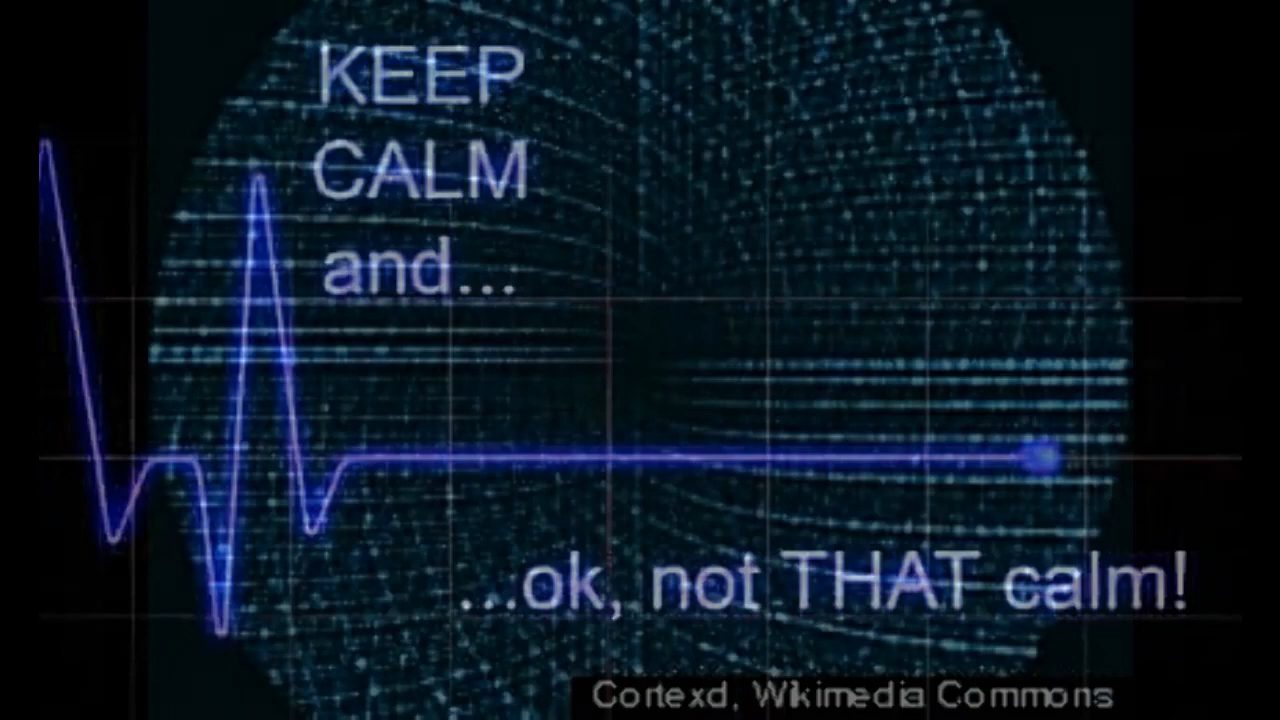 KEEP
CALM
and...
...ok, not THAT calm!
Cortexd, Wikimedia Commons